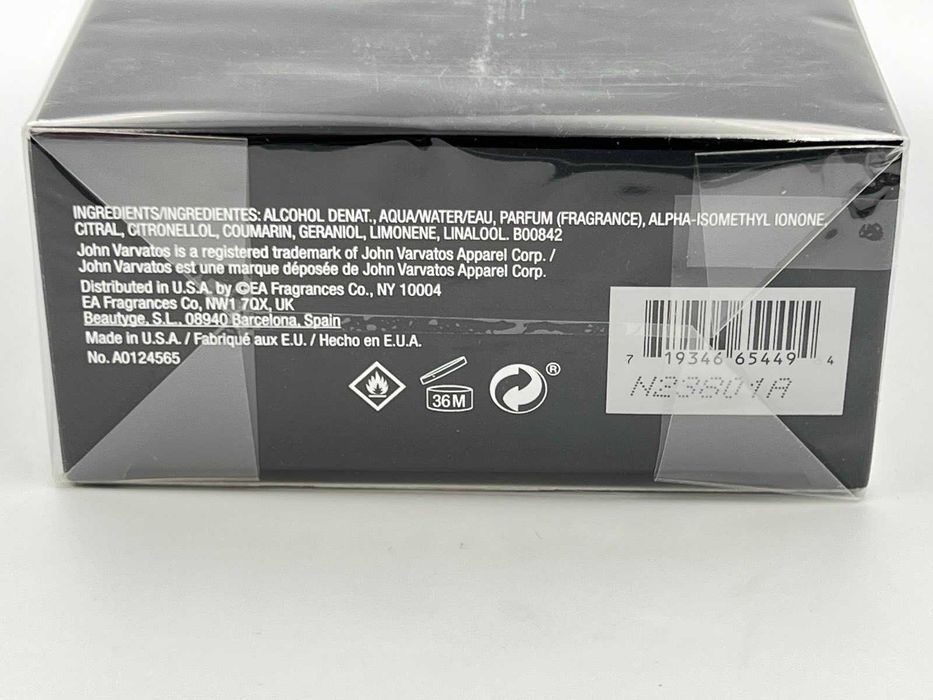 INGREDIENTS/INGREDIENTES: ALCOHOL DENAT., AQUA/WATER/EAU, PARFUM (FRAGRANCE), ALPHA-ISOMETHYL IONONE,
CITRAL, CITRONELLOL, COUMARIN, GERANIOL, LIMONENE, LINALOOL. B00842
John Varvatos is a registered trademark of John Varvatos Apparel Corp. /
John Varvatos est une marque déposée de John Varvatos Apparel Corp.
Distributed in U.S.A. by ©EA Fragrances Co., NY 10004
EA Fragrances Co, NW1 7QX, UK
Beautyge, S.L., 08940 Barcelona, Spain
Made in U.S.A. / Fabriqué aux E.U. / Hecho en E.U.A.
No. A0124565
36M
®
7 19346 65449 4
N23801A